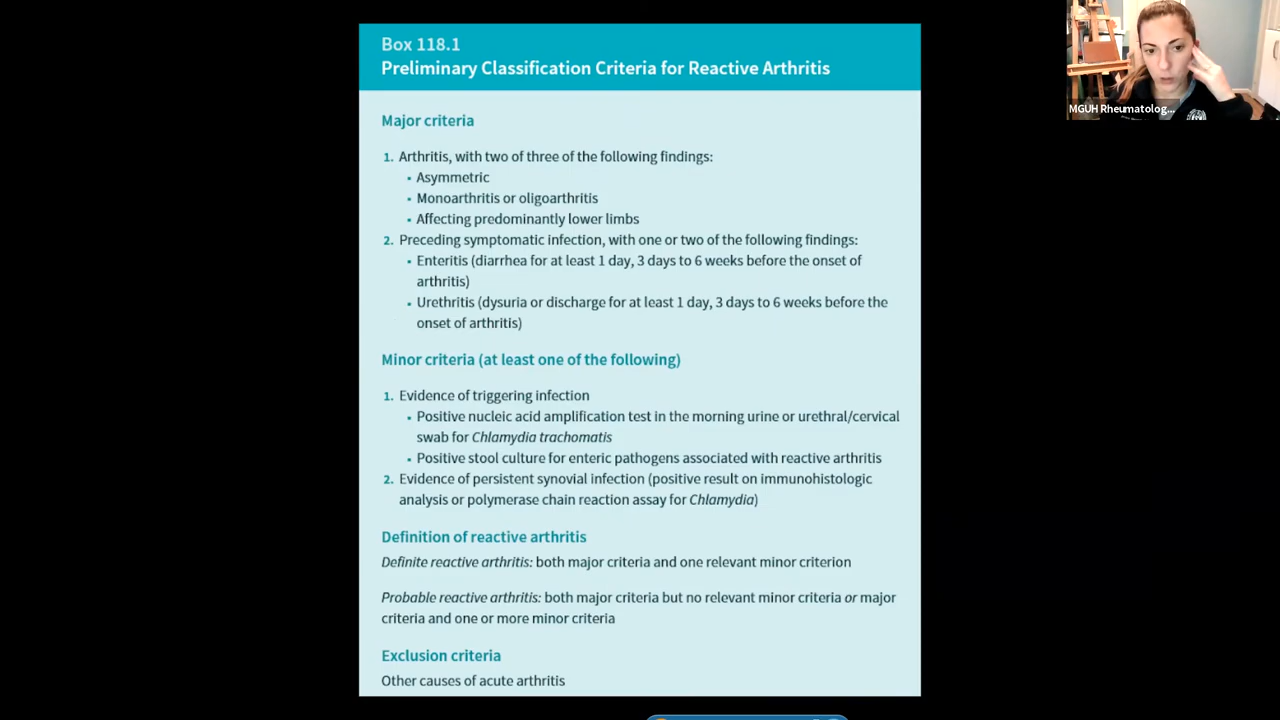 Box 118.1
Preliminary Classification Criteria for Reactive Arthritis
MGUH Rheumatolog...
Major criteria
1. Arthritis, with two of three of the following findings:
• Asymmetric
• Monoarthritis or oligoarthritis
• Affecting predominantly lower limbs
2. Preceding symptomatic infection, with one or two of the following findings:
• Enteritis (diarrhea for at least 1 day, 3 days to 6 weeks before the onset of
arthritis)
• Urethritis (dysuria or discharge for at least 1 day, 3 days to 6 weeks before the
onset of arthritis)
Minor criteria (at least one of the following)
1. Evidence of triggering infection
• Positive nucleic acid amplification test in the morning urine or urethral/cervical
swab for Chlamydia trachomatis
• Positive stool culture for enteric pathogens associated with reactive arthritis
2. Evidence of persistent synovial infection (positive result on immunohistologic
analysis or polymerase chain reaction assay for Chlamydia)
Definition of reactive arthritis
Definite reactive arthritis: both major criteria and one relevant minor criterion
Probable reactive arthritis: both major criteria but no relevant minor criteria or major
criteria and one or more minor criteria
Exclusion criteria
Other causes of acute arthritis